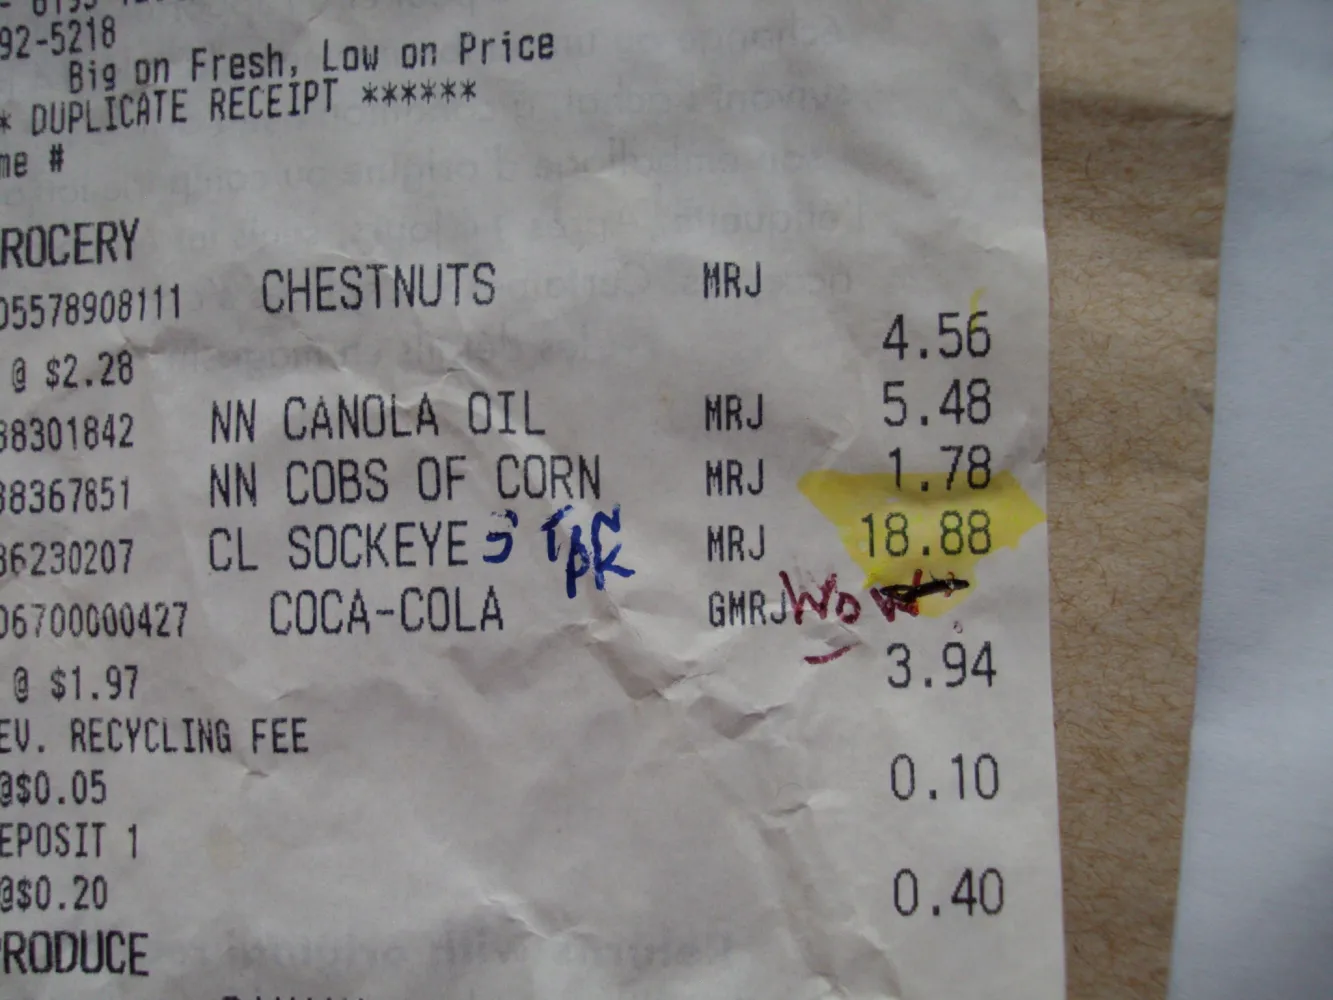 92-5218
Big on Fresh, Low on Price
* DUPLICATE RECEIPT ******
me #
ROCERY
05578908111 CHESTNUTS MRJ
4.56
@ $2.28
38301842 NN CANOLA OIL MRJ 5.48
38367851 NN COBS OF CORN MRJ 1.78
36230207 CL SOCKEYE MRJ 18.88
06700000427 COCA-COLA GMRJ WOW
3.94
@ $1.97
EV. RECYCLING FEE
0.10
@$0.05
EPOSIT 1
0.40
@$0.20
PRODUCE